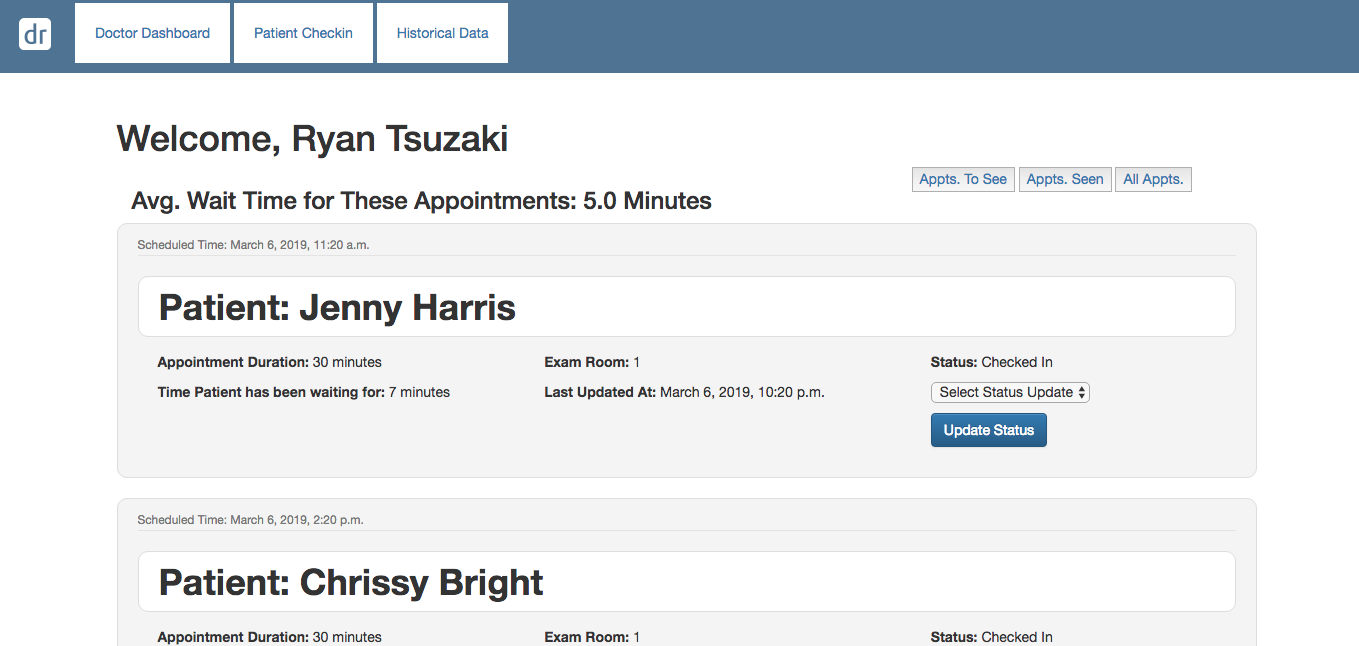 dr
Doctor Dashboard Patient Checkin Historical Data
Welcome, Ryan Tsuzaki
Appts. To See Appts. Seen All Appts.
Avg. Wait Time for These Appointments: 5.0 Minutes
Scheduled Time: March 6, 2019, 11:20 a.m.
Patient: Jenny Harris
Appointment Duration: 30 minutes Exam Room: 1 Status: Checked In
Time Patient has been waiting for: 7 minutes Last Updated At: March 6, 2019, 10:20 p.m. Select Status Update
Update Status
Scheduled Time: March 6, 2019, 2:20 p.m.
Patient: Chrissy Bright
Appointment Duration: 30 minutes Exam Room: 1 Status: Checked In